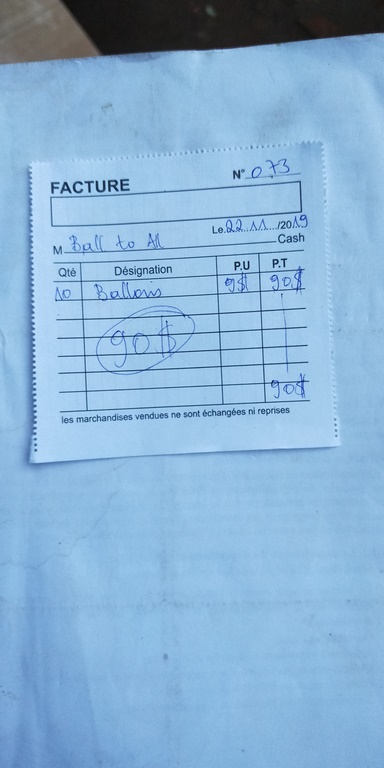 N° 073
FACTURE
Le 22.11./2019
M Ball to All Cash
Qté Désignation P.U P.T
10 Ballons 9$ 90$
90$
90$
les marchandises vendues ne sont échangées ni reprises